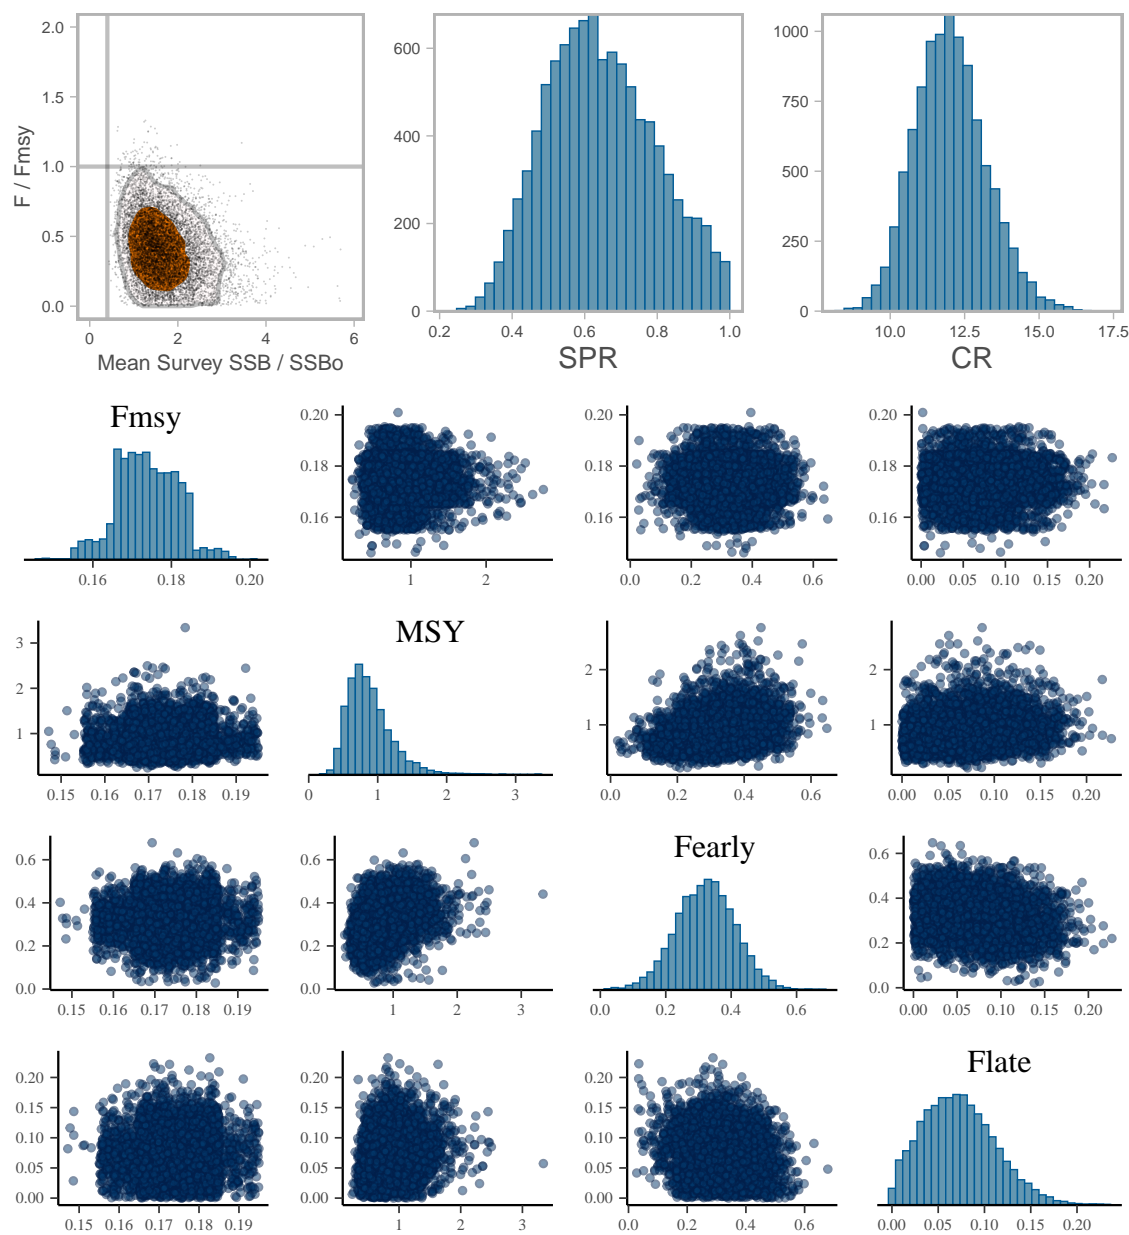 2.0
1.5
1.0
0.5
0.0
F / Fmsy
0 2 4 6
Mean Survey SSB / SSBo
600
400
200
0
0.2 0.4 0.6 0.8 1.0
SPR
1000
750
500
250
0
10.0 12.5 15.0 17.5
CR
Fmsy
0.16 0.18 0.20
0.20
0.18
0.16
1 2
0.20
0.18
0.16
0.0 0.2 0.4 0.6
0.20
0.18
0.16
0.00 0.05 0.10 0.15 0.20
3
2
1
0.15 0.16 0.17 0.18 0.19
MSY
0 1 2 3
2
1
0.0 0.2 0.4 0.6
2
1
0.00 0.05 0.10 0.15 0.20
0.6
0.4
0.2
0.0
0.15 0.16 0.17 0.18 0.19
0.6
0.4
0.2
0.0
1 2 3
Fearly
0.0 0.2 0.4 0.6
0.6
0.4
0.2
0.0
0.00 0.05 0.10 0.15 0.20
0.20
0.15
0.10
0.05
0.00
0.15 0.16 0.17 0.18 0.19
0.20
0.15
0.10
0.05
0.00
1 2 3
0.20
0.15
0.10
0.05
0.00
0.0 0.2 0.4 0.6
Flate
0.00 0.05 0.10 0.15 0.20